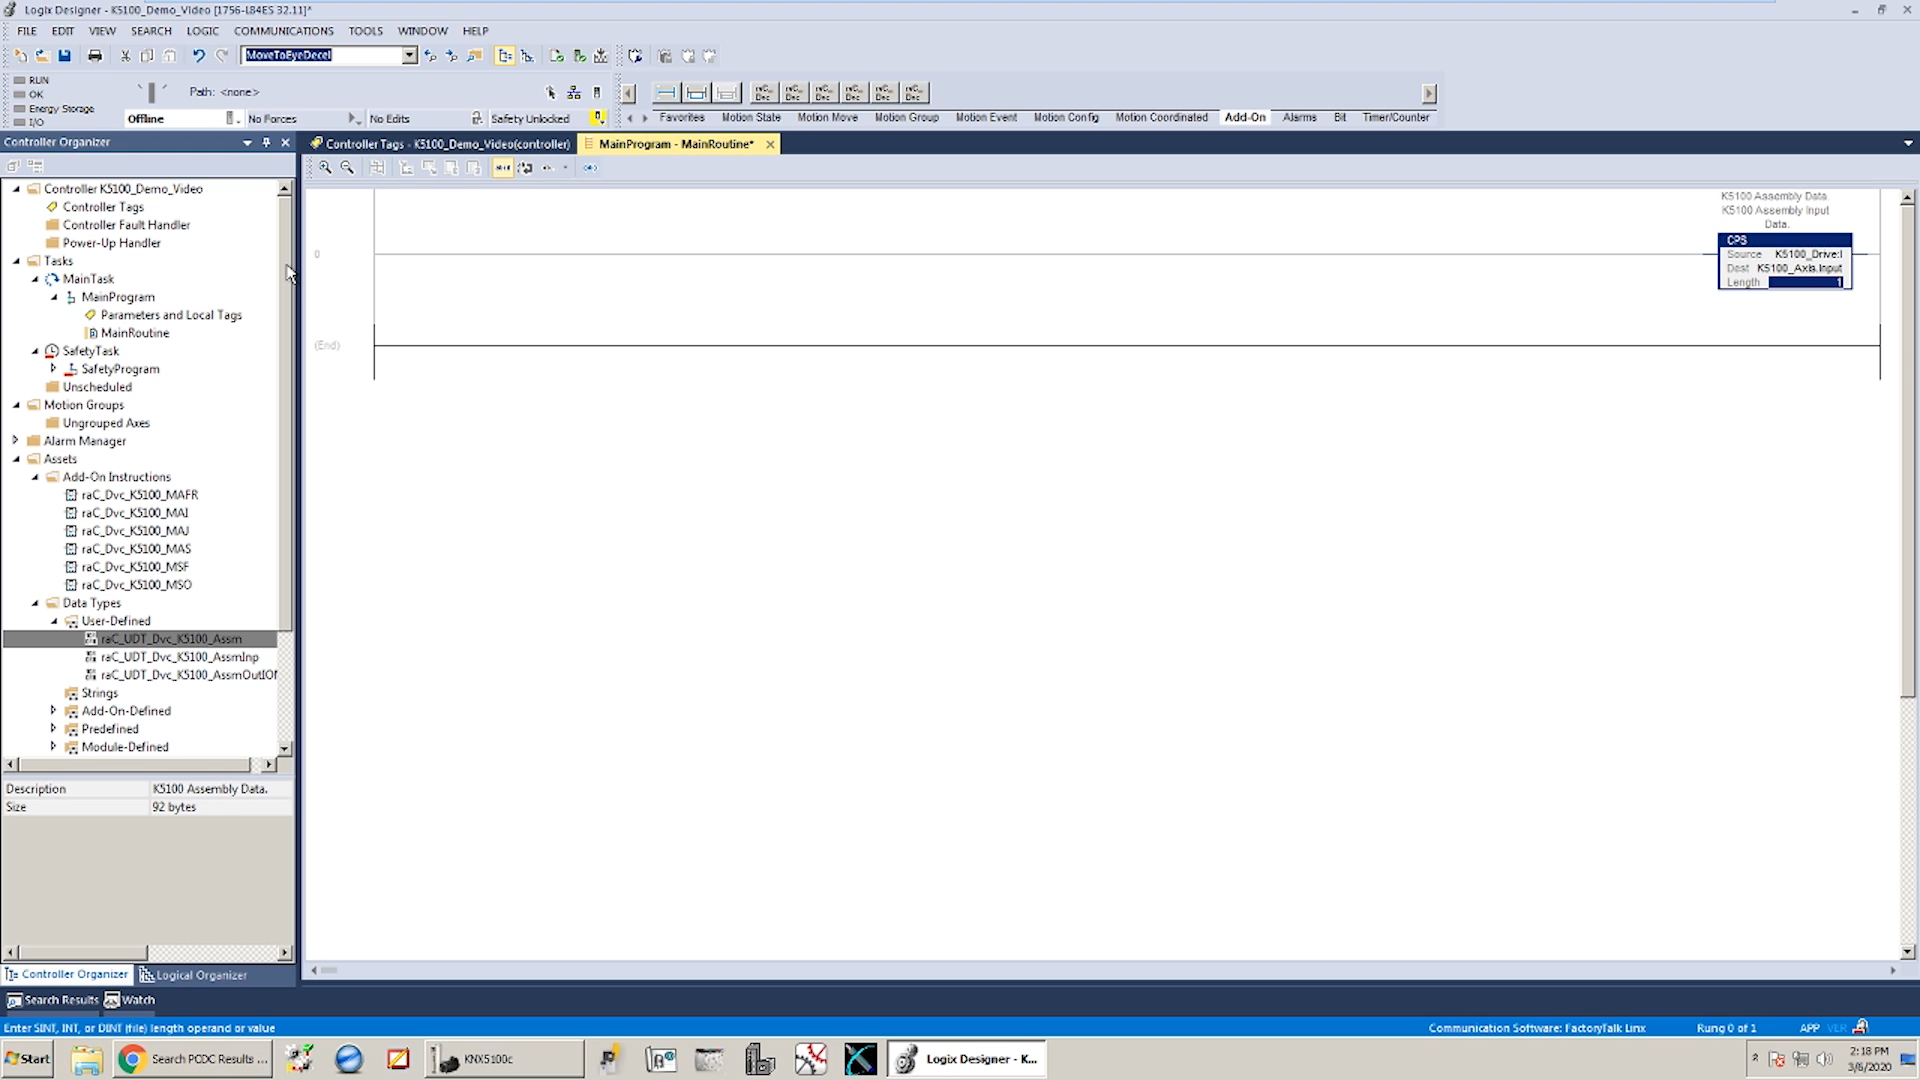 Logix Designer - K5100_Demo_Video [1756-L84ES 32.11]*
FILE EDIT VIEW SEARCH LOGIC COMMUNICATIONS TOOLS WINDOW HELP
MoveToEyeDecel
RUN
OK
Energy Storage
I/O
Path: <none>
Offline
No Forces
No Edits
Safety Unlocked
Favorites Motion State Motion Move Motion Group Motion Event Motion Config Motion Coordinated Add-On Alarms Bit Timer/Counter
Controller Organizer
Controller Tags - K5100_Demo_Video(controller)
MainProgram - MainRoutine*
Controller K5100_Demo_Video
Controller Tags
Controller Fault Handler
Power-Up Handler
Tasks
MainTask
MainProgram
Parameters and Local Tags
MainRoutine
SafetyTask
SafetyProgram
Unscheduled
Motion Groups
Ungrouped Axes
Alarm Manager
Assets
Add-On Instructions
raC_Dvc_K5100_MAFR
raC_Dvc_K5100_MAI
raC_Dvc_K5100_MAJ
raC_Dvc_K5100_MAS
raC_Dvc_K5100_MSF
raC_Dvc_K5100_MSO
Data Types
User-Defined
raC_UDT_Dvc_K5100_Assm
raC_UDT_Dvc_K5100_AssmInp
raC_UDT_Dvc_K5100_AssmOutIO
Strings
Add-On-Defined
Predefined
Module-Defined
Description K5100 Assembly Data.
Size 92 bytes
Controller Organizer
Logical Organizer
K5100 Assembly Data.
K5100 Assembly Input
Data.
CPS
Source K5100_Drive:I
Dest K5100_Axis.Input
Length 1
0
(End)
Search Results
Watch
Enter SINT, INT, or DINT (file) length operand or value
Communication Software: FactoryTalk Linx
Rung 0 of 1
APP VER
Start
Search PCDC Results ...
KNX5100c
Logix Designer - K...
2:18 PM
3/6/2020